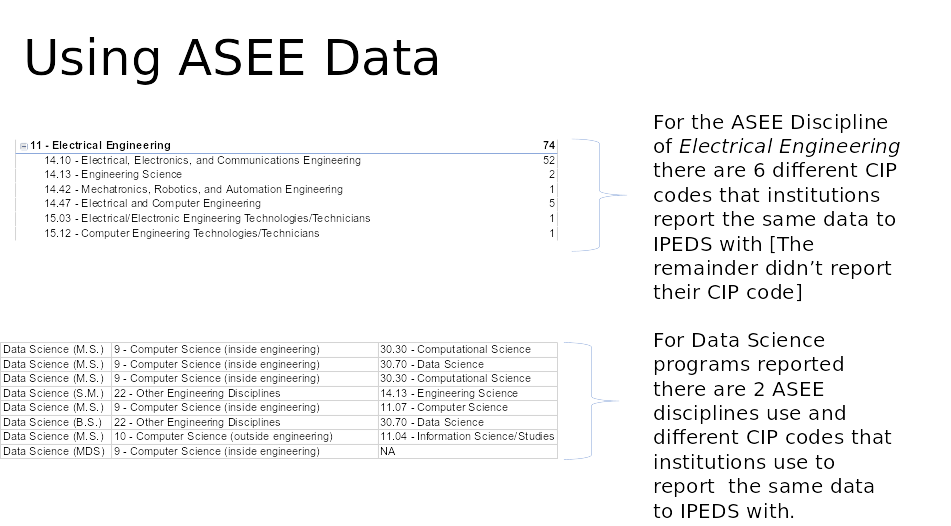 Using ASEE Data
11 - Electrical Engineering 74
14.10 - Electrical, Electronics, and Communications Engineering 52
14.13 - Engineering Science 2
14.42 - Mechatronics, Robotics, and Automation Engineering 1
14.47 - Electrical and Computer Engineering 5
15.03 - Electrical/Electronic Engineering Technologies/Technicians 1
15.12 - Computer Engineering Technologies/Technicians 1
For the ASEE Discipline
of Electrical Engineering
there are 6 different CIP
codes that institutions
report the same data to
IPEDS with [The
remainder didn’t report
their CIP code]
Data Science (M.S.) 9 - Computer Science (inside engineering) 30.30 - Computational Science
Data Science (M.S.) 9 - Computer Science (inside engineering) 30.70 - Data Science
Data Science (M.S.) 9 - Computer Science (inside engineering) 30.30 - Computational Science
Data Science (S.M.) 22 - Other Engineering Disciplines 14.13 - Engineering Science
Data Science (M.S.) 9 - Computer Science (inside engineering) 11.07 - Computer Science
Data Science (B.S.) 22 - Other Engineering Disciplines 30.70 - Data Science
Data Science (M.S.) 10 - Computer Science (outside engineering) 11.04 - Information Science/Studies
Data Science (MDS) 9 - Computer Science (inside engineering) NA
For Data Science
programs reported
there are 2 ASEE
disciplines use and
different CIP codes that
institutions use to
report  the same data
to IPEDS with.